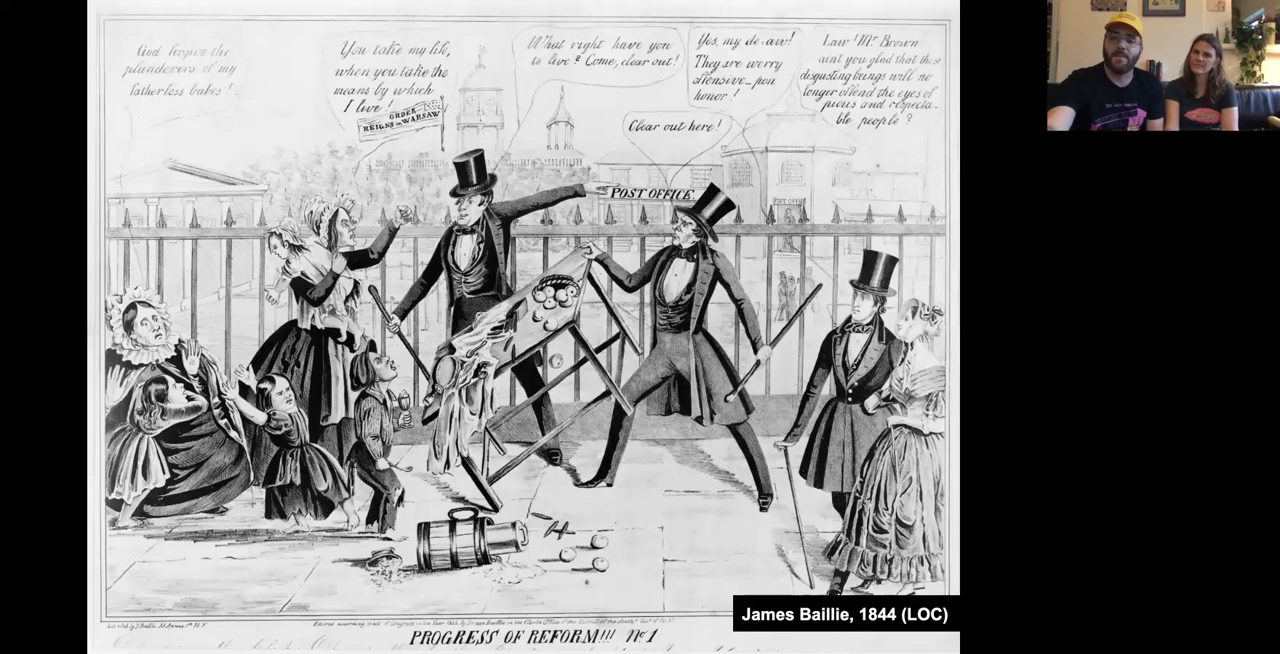 God forgive the
plunderers of my
fatherless babes!
You take my life,
when you take the
means by which
I live!
ORDER
REIGNS in WARSAW
What right have you
to live? Come, clear out!
Yes, my de-aw!
They are worry
offensive-pon
honor!
Law! Mr Brown
aint you glad that these
disgusting beings will no
longer offend the eyes of
pious and respecta-
ble people?
Clear out here!
POST OFFICE.
POST OFFICE
James Baillie, 1844 (LOC)
PROGRESS OF REFORM!!! No 1